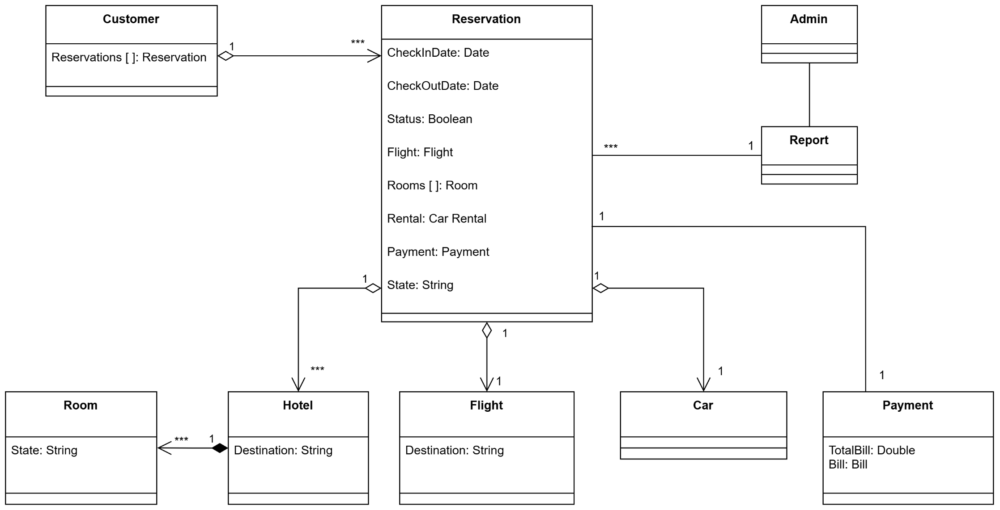 Customer
Reservations [ ]: Reservation
1
***
Reservation
CheckInDate: Date
CheckOutDate: Date
Status: Boolean
Flight: Flight
Rooms [ ]: Room
Rental: Car Rental
Payment: Payment
State: String
Admin
Report
***
1
1
1
1
***
1
1
1
1
Room
State: String
***
1
Hotel
Destination: String
Flight
Destination: String
Car
Payment
TotalBill: Double
Bill: Bill